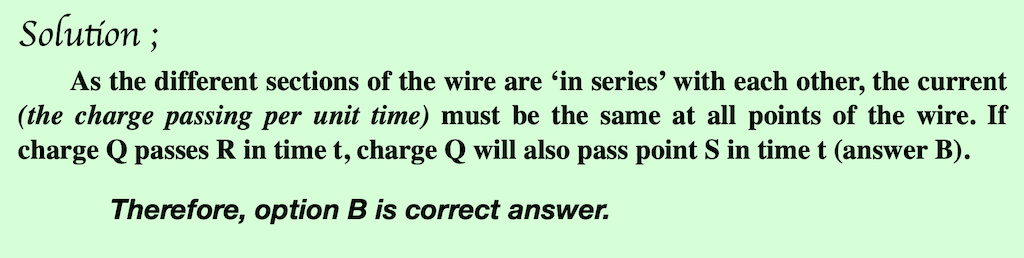 Solution ;
As the different sections of the wire are ‘in series’ with each other, the current
(the charge passing per unit time) must be the same at all points of the wire. If
charge Q passes R in time t, charge Q will also pass point S in time t (answer B).
Therefore, option B is correct answer.